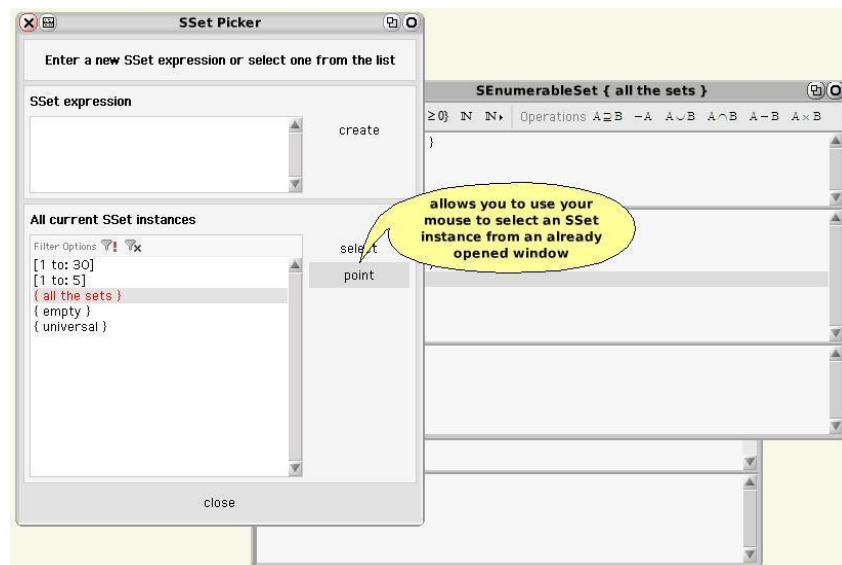 SSet Picker
Enter a new SSet expression or select one from the list
SSet expression
create
All current SSet instances
Filter Options
select
[1 to: 30]
point
[1 to: 5]
{ all the sets }
{ empty }
{ universal }
close
SEnumerableSet { all the sets }
≥0} ℕ ℕ, Operations A⊇B −A A∪B A∩B A−B A×B
}
allows you to use your
mouse to select an SSet
instance from an already
opened window